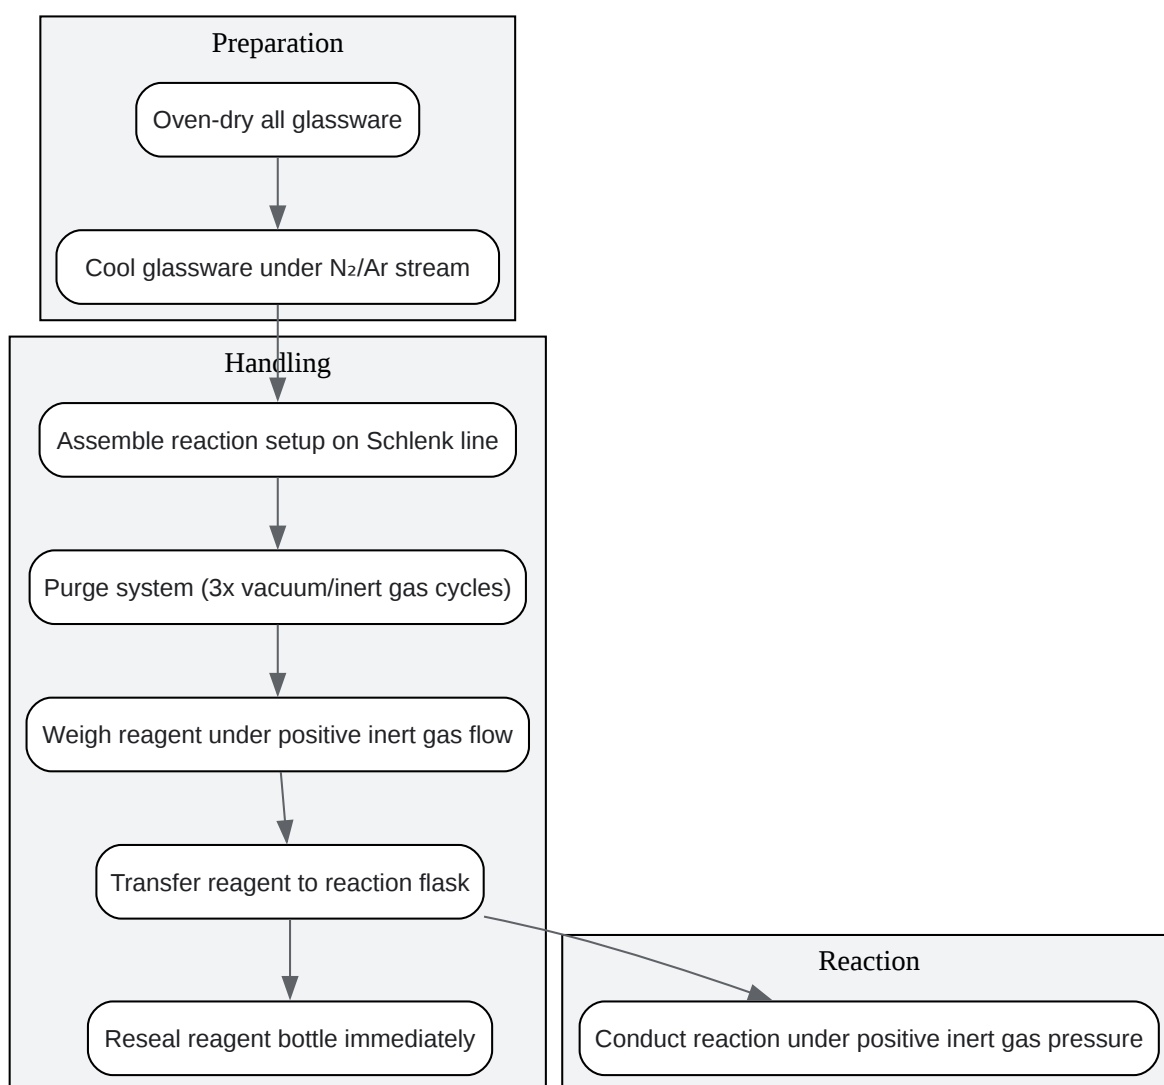 Preparation
Oven-dry all glassware
Cool glassware under N₂/Ar stream
Handling
Assemble reaction setup on Schlenk line
Purge system (3x vacuum/inert gas cycles)
Weigh reagent under positive inert gas flow
Transfer reagent to reaction flask
Reseal reagent bottle immediately
Reaction
Conduct reaction under positive inert gas pressure